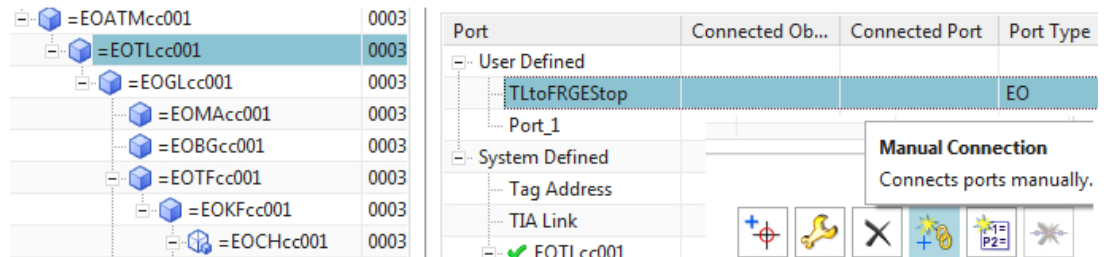 =EOATMcc001 0003
=EOTLcc001 0003
=EOGLcc001 0003
=EOMAcc001 0003
=EOBGcc001 0003
=EOTFcc001 0003
=EOKFcc001 0003
=EOCHcc001 0003
Port Connected Ob... Connected Port Port Type
User Defined
TLtoFRGEStop EO
Port_1
System Defined
Tag Address
TIA Link
EOTLcc001
Manual Connection
Connects ports manually.
P1=
P2=